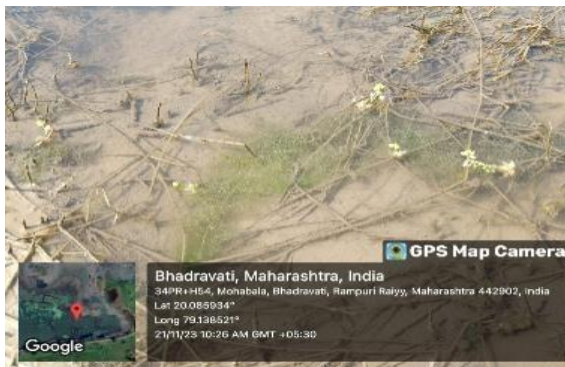 GPS Map Camera
Bhadravati, Maharashtra, India
34PR+H54, Mohabala, Bhadravati, Rampuri Raiyy, Maharashtra 442902, India
Lat 20.085934°
Long 79.138521°
21/11/23 10:26 AM GMT +05:30
Google